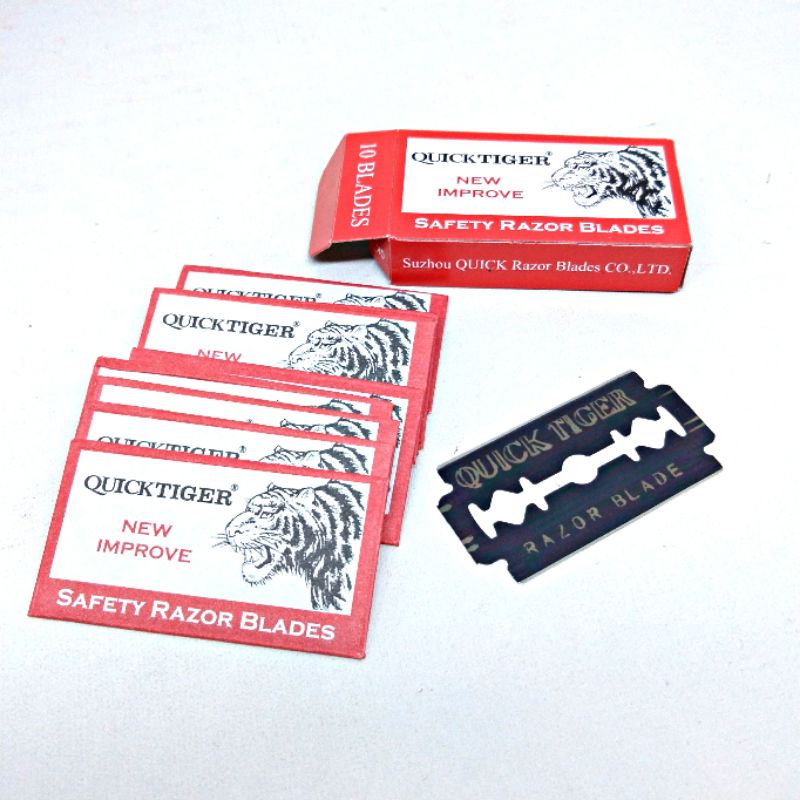 10 BLADES
QUICKTIGER®
NEW
IMPROVE
SAFETY RAZOR BLADES
Suzhou QUICK Razor Blades CO.,LTD.
QUICKTIGER®
NEW
QUICKTIGER®
QUICKTIGER®
NEW
IMPROVE
SAFETY RAZOR BLADES
QUICK TIGER
RAZOR BLADE